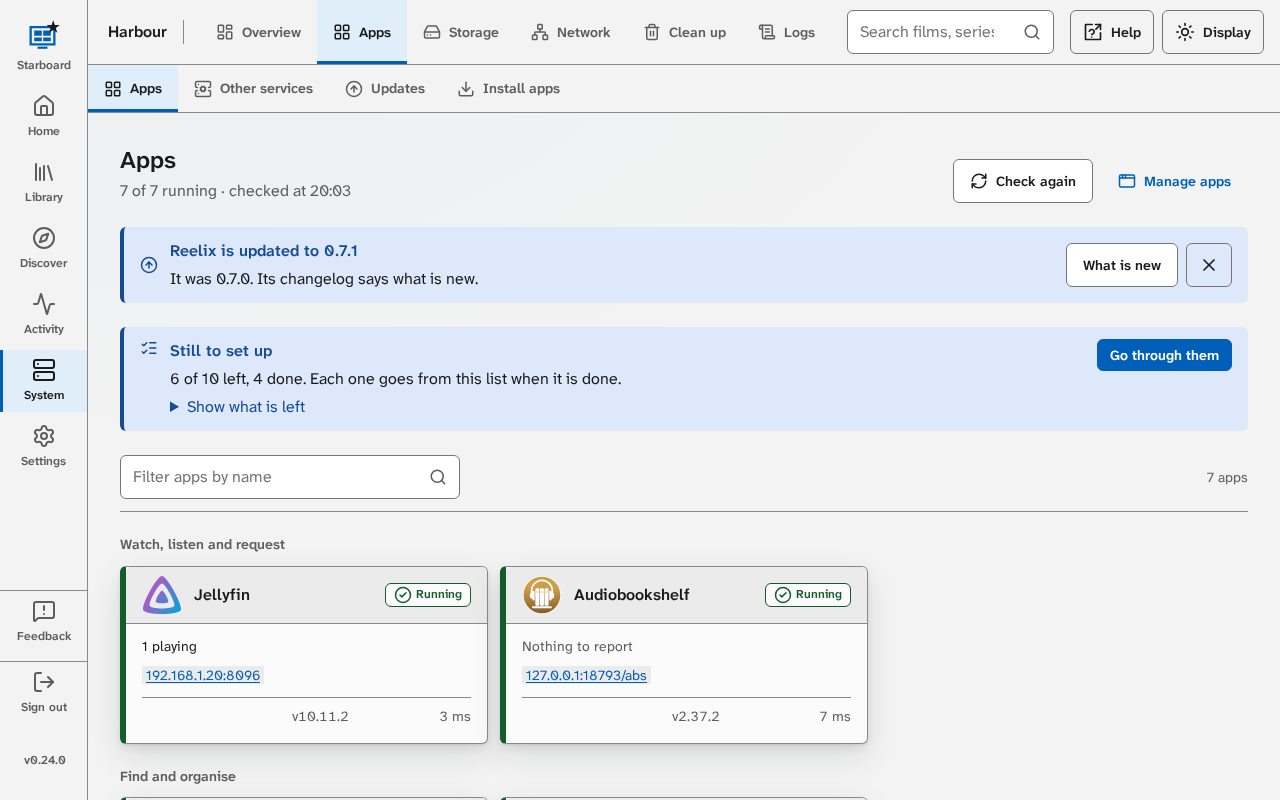 Starboard
Home
Library
Discover
Activity
System
Settings
Feedback
Sign out
v0.24.0
Harbour
Overview
Apps
Storage
Network
Clean up
Logs
Search films, series
Help
Display
Apps
Other services
Updates
Install apps
Apps
7 of 7 running · checked at 20:03
Check again
Manage apps
Reelix is updated to 0.7.1
It was 0.7.0. Its changelog says what is new.
What is new
Still to set up
6 of 10 left, 4 done. Each one goes from this list when it is done.
Show what is left
Go through them
Filter apps by name
7 apps
Watch, listen and request
Jellyfin
Running
1 playing
192.168.1.20:8096
v10.11.2
3 ms
Audiobookshelf
Running
Nothing to report
127.0.0.1:18793/abs
v2.37.2
7 ms
Find and organise